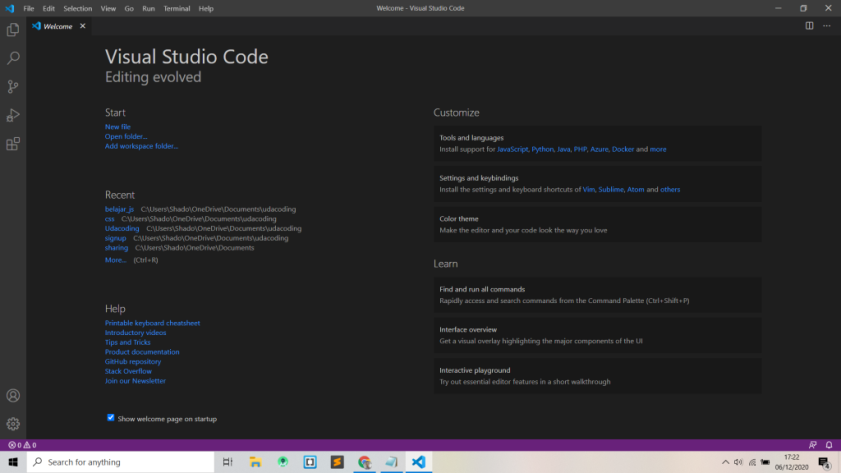 File Edit Selection View Go Run Terminal Help
Welcome - Visual Studio Code
Welcome
Visual Studio Code
Editing evolved
Start
New file
Open folder...
Add workspace folder...
Recent
belajar_js C:\Users\Shado\OneDrive\Documents\udacoding
css C:\Users\Shado\OneDrive\Documents\udacoding
Udacoding C:\Users\Shado\OneDrive\Documents\udacoding
signup C:\Users\Shado\OneDrive\Documents\udacoding
sharing C:\Users\Shado\OneDrive\Documents
More... (Ctrl+R)
Help
Printable keyboard cheatsheet
Introductory videos
Tips and Tricks
Product documentation
GitHub repository
Stack Overflow
Join our Newsletter
Show welcome page on startup
Customize
Tools and languages
Install support for JavaScript, Python, Java, PHP, Azure, Docker and more
Settings and keybindings
Install the settings and keyboard shortcuts of Vim, Sublime, Atom and others
Color theme
Make the editor and your code look the way you love
Learn
Find and run all commands
Rapidly access and search commands from the Command Palette (Ctrl+Shift+P)
Interface overview
Get a visual overlay highlighting the major components of the UI
Interactive playground
Try out essential editor features in a short walkthrough
0 0
Search for anything
17:22
06/12/2020
4